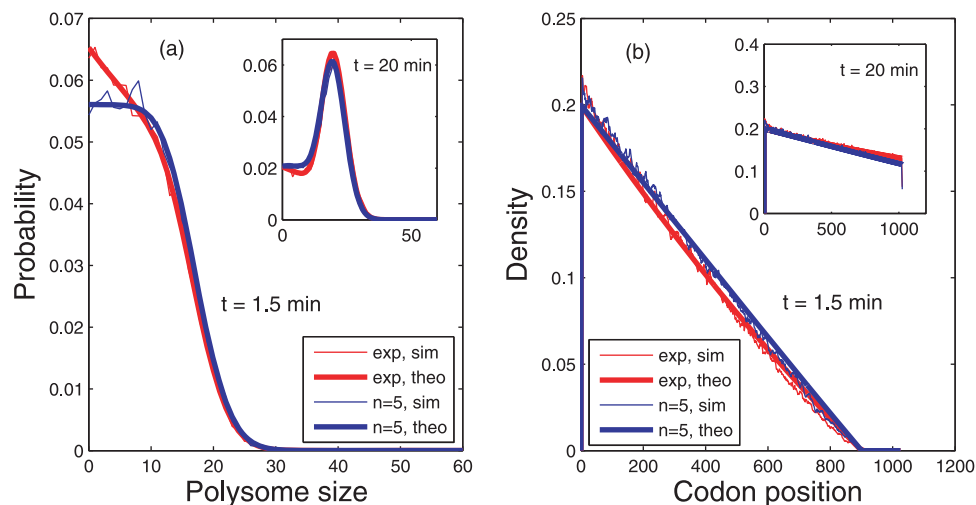 (a)
Probability
0.07
0.06
0.05
0.04
0.03
0.02
0.01
0
0 10 20 30 40 50 60
Polysome size
t = 1.5 min
exp, sim
exp, theo
n=5, sim
n=5, theo
t = 20 min
0.06
0.04
0.02
0
0 50
(b)
Density
0.3
0.25
0.2
0.15
0.1
0.05
0
0 200 400 600 800 1000 1200
Codon position
t = 1.5 min
exp, sim
exp, theo
n=5, sim
n=5, theo
t = 20 min
0.4
0.3
0.2
0.1
0
0 500 1000